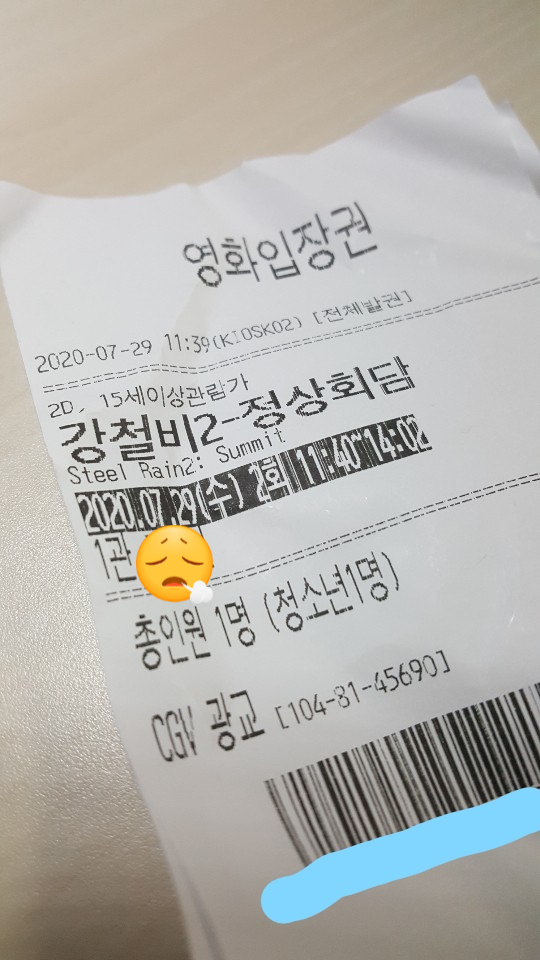 영화입장권
2020-07-29 11:39(KIOSK02) [전체발권]
2D, 15세이상관람가
강철비2-정상회담
Steel Rain2: Summit
2020.07.29(수) 2회 11:40~14:02
1관
총인원 1명 (청소년1명)
CGV 광교 [104-81-45690]